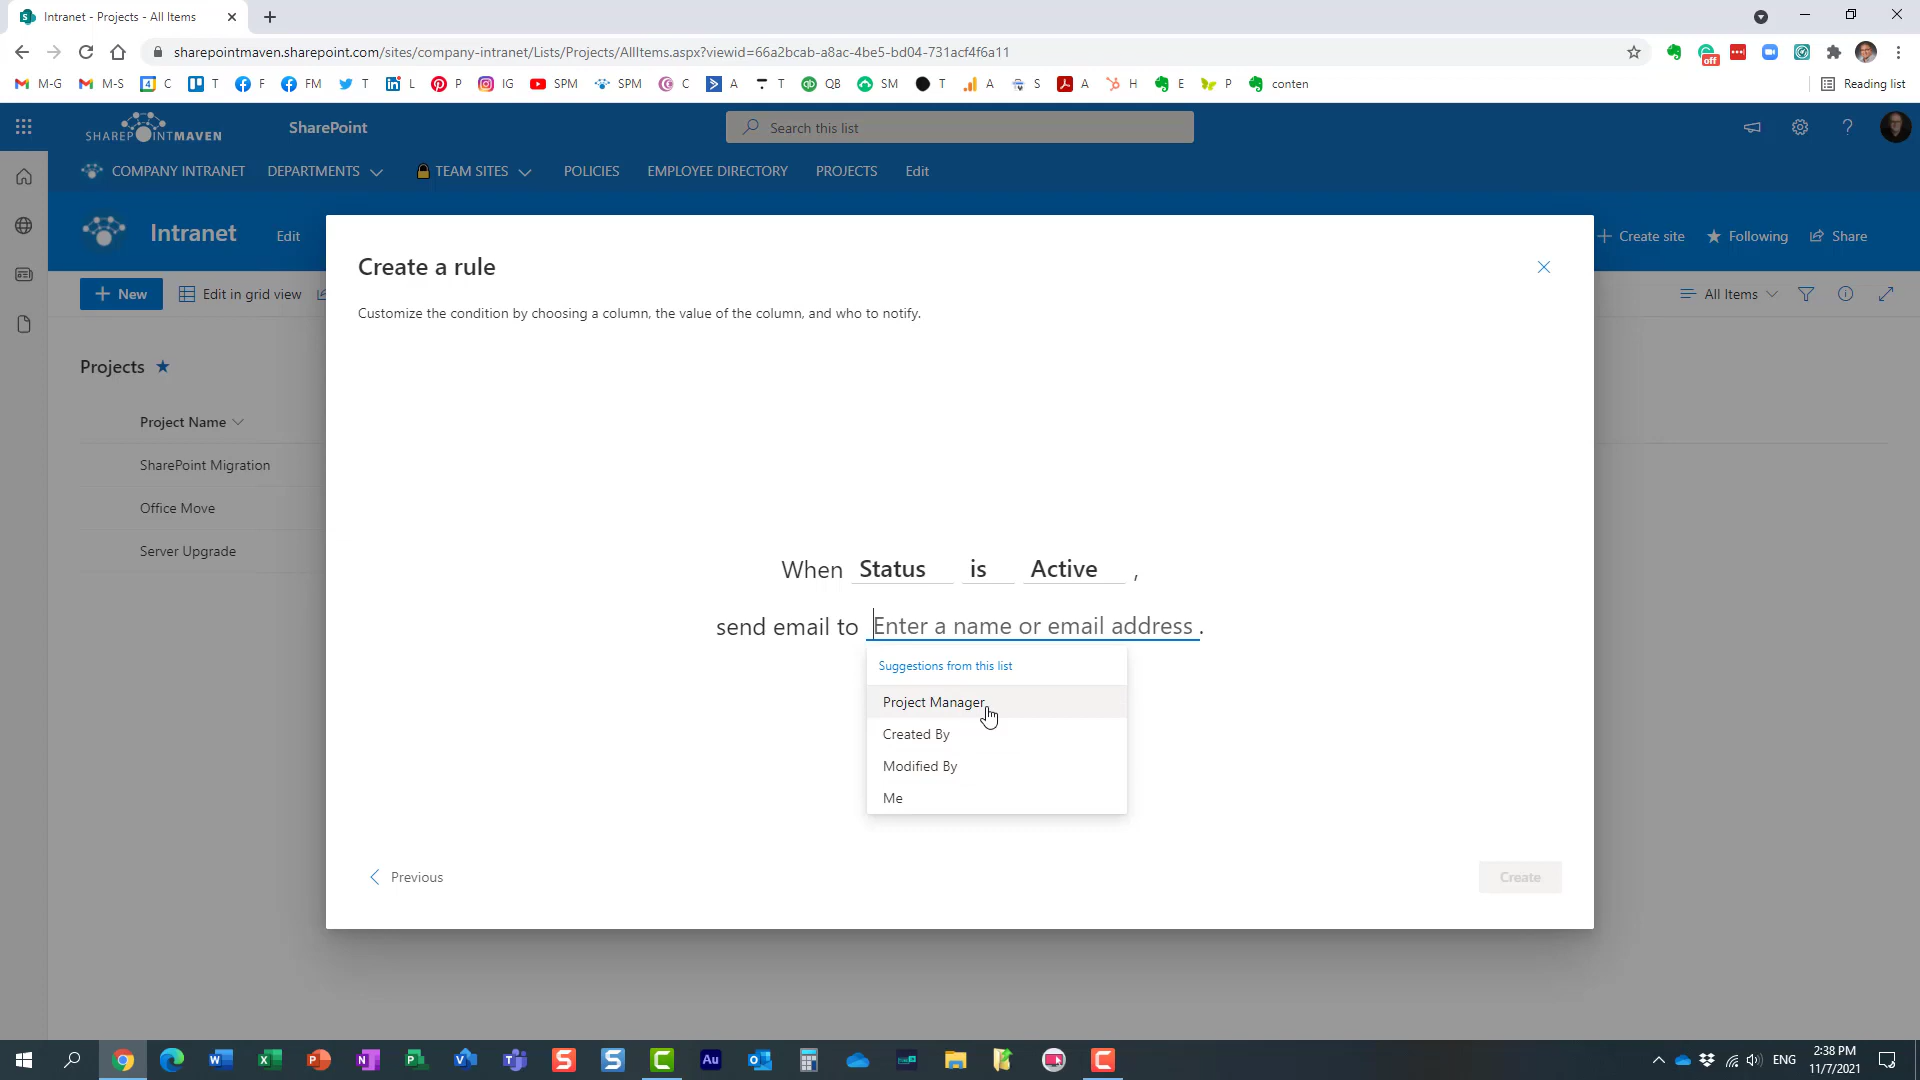 Intranet - Projects - All Items
sharepointmaven.sharepoint.com/sites/company-intranet/Lists/Projects/AllItems.aspx?viewid=66a2bcab-a8ac-4be5-bd04-731acf4f6a11
off
M-G M-S C T F FM T L P IG SPM SPM C A T QB SM T A S A H E P conten Reading list
SHAREPOINTMAVEN SharePoint Search this list
COMPANY INTRANET DEPARTMENTS TEAM SITES POLICIES EMPLOYEE DIRECTORY PROJECTS Edit
Intranet Edit Create site Following Share
New Edit in grid view All Items
Create a rule
Customize the condition by choosing a column, the value of the column, and who to notify.
Projects
Project Name
SharePoint Migration
Office Move
Server Upgrade
When Status is Active ,
send email to Enter a name or email address .
Suggestions from this list
Project Manager
Created By
Modified By
Me
Previous Create
ENG 2:38 PM
11/7/2021